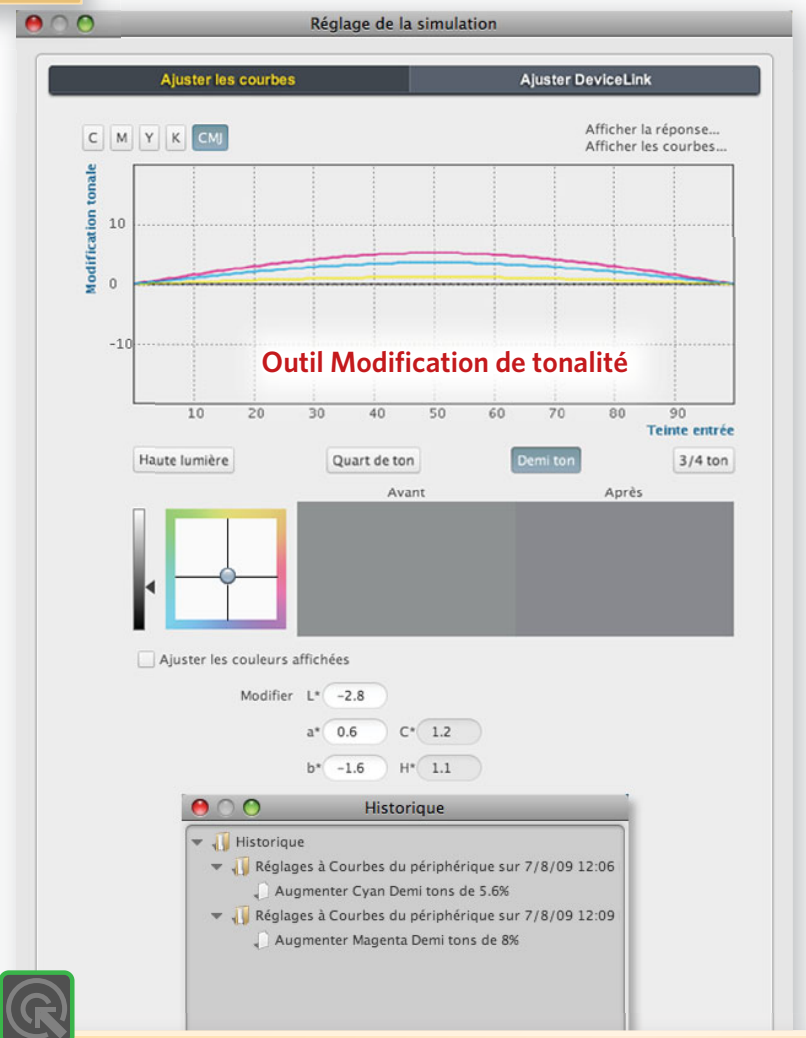 Réglage de la simulation
Ajuster les courbes Ajuster DeviceLink
C M Y K CMJ
Afficher la réponse...
Afficher les courbes...
Modification tonale
10
0
-10
Outil Modification de tonalité
10 20 30 40 50 60 70 80 90
Teinte entrée
Haute lumière Quart de ton Demi ton 3/4 ton
Avant Après
Ajuster les couleurs affichées
Modifier L* -2.8
a* 0.6 C* 1.2
b* -1.6 H* 1.1
Historique
Historique
Réglages à Courbes du périphérique sur 7/8/09 12:06
Augmenter Cyan Demi tons de 5.6%
Réglages à Courbes du périphérique sur 7/8/09 12:09
Augmenter Magenta Demi tons de 8%